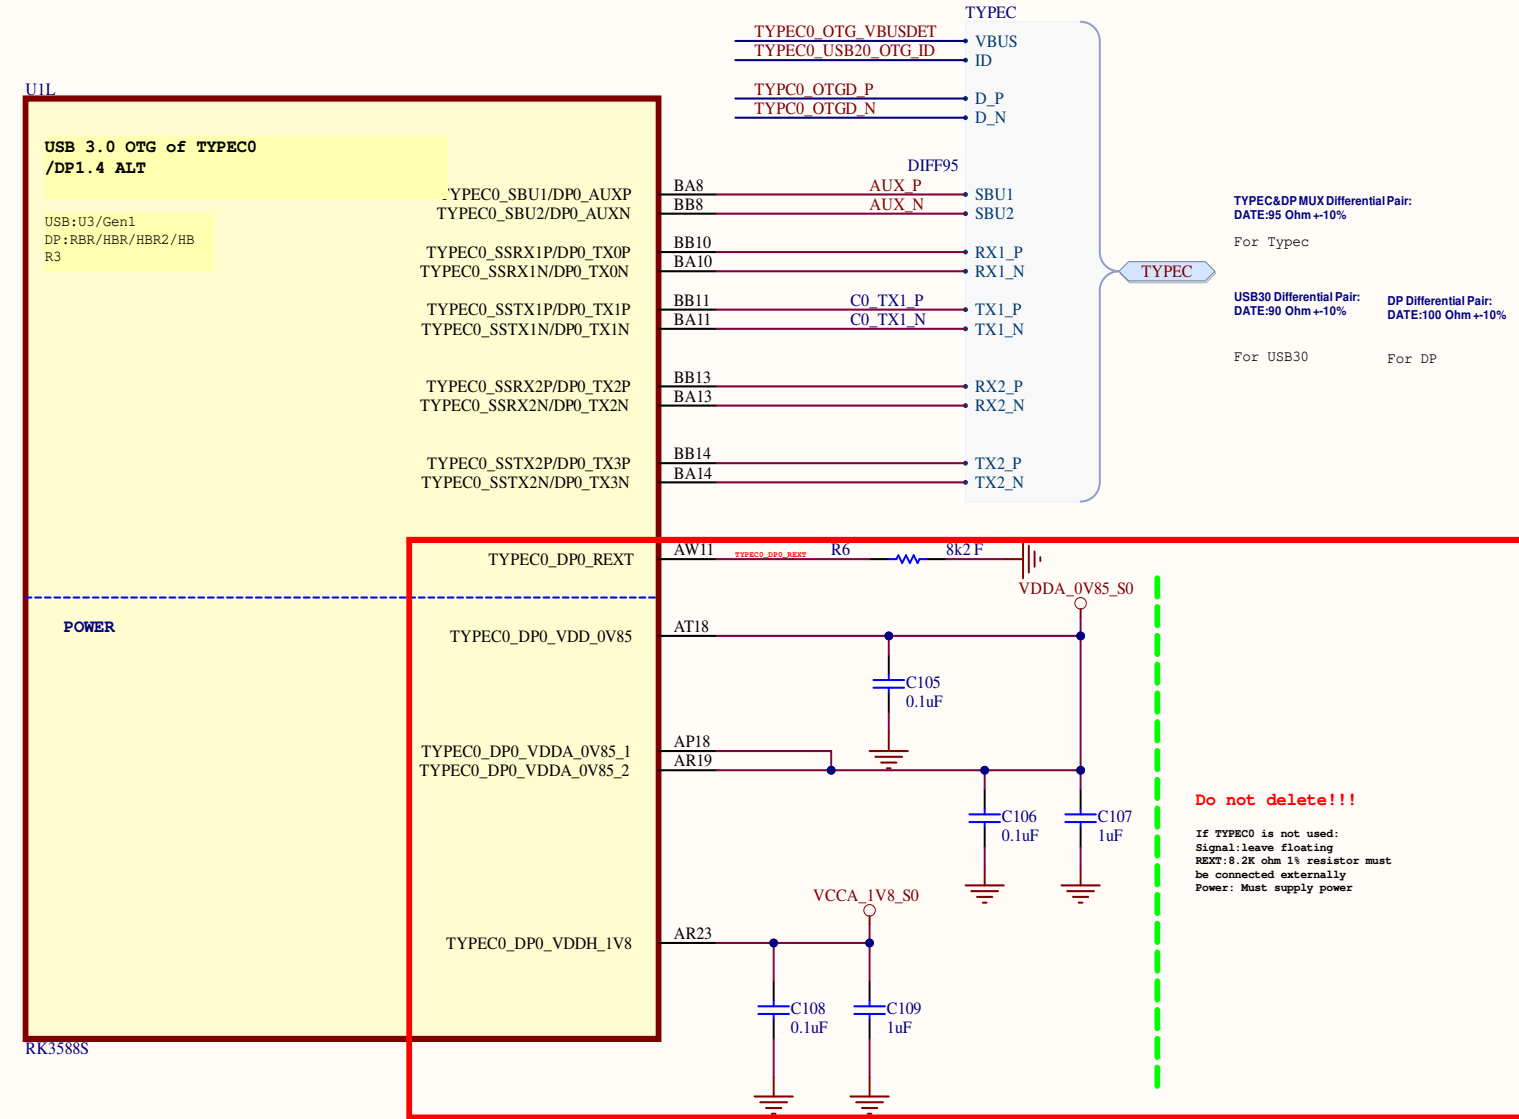 TYPEC
TYPEC0_OTG_VBUSDET
VBUS
TYPEC0_USB20_OTG_ID
ID
TYPC0_OTGD_P
D_P
TYPC0_OTGD_N
D_N
U1L
USB 3.0 OTG of TYPEC0
/DP1.4 ALT
USB:U3/Gen1
DP:RBR/HBR/HBR2/HB
R3
DIFF95
TYPEC0_SBU1/DP0_AUXP
BA8
AUX_P
SBU1
TYPEC0_SBU2/DP0_AUXN
BB8
AUX_N
SBU2
TYPEC0_SSRX1P/DP0_TX0P
BB10
RX1_P
TYPEC0_SSRX1N/DP0_TX0N
BA10
RX1_N
TYPEC0_SSTX1P/DP0_TX1P
BB11
C0_TX1_P
TX1_P
TYPEC0_SSTX1N/DP0_TX1N
BA11
C0_TX1_N
TX1_N
TYPEC0_SSRX2P/DP0_TX2P
BB13
RX2_P
TYPEC0_SSRX2N/DP0_TX2N
BA13
RX2_N
TYPEC0_SSTX2P/DP0_TX3P
BB14
TX2_P
TYPEC0_SSTX2N/DP0_TX3N
BA14
TX2_N
TYPEC
TYPEC&DP MUX Differential Pair:
DATE:95 Ohm +-10%
For Typec
USB30 Differential Pair:
DATE:90 Ohm +-10%
For USB30
DP Differential Pair:
DATE:100 Ohm +-10%
For DP
TYPEC0_DP0_REXT
AW11
TYPEC0_DP0_REXT
R6
8k2 F
VDDA_0V85_S0
POWER
TYPEC0_DP0_VDD_0V85
AT18
C105
0.1uF
TYPEC0_DP0_VDDA_0V85_1
AP18
TYPEC0_DP0_VDDA_0V85_2
AR19
C106
0.1uF
C107
1uF
Do not delete!!!
If TYPEC0 is not used:
Signal:leave floating
REXT:8.2K ohm 1% resistor must
be connected externally
Power: Must supply power
VCCA_1V8_S0
TYPEC0_DP0_VDDH_1V8
AR23
C108
0.1uF
C109
1uF
RK3588S